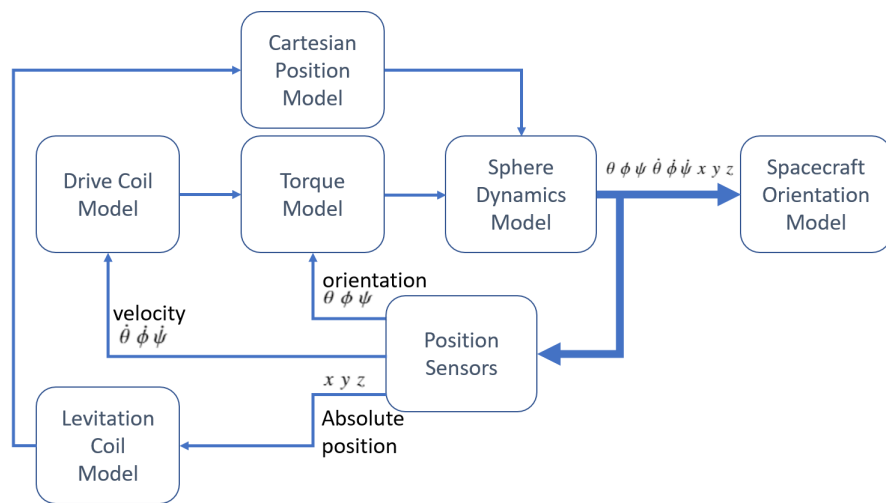 Cartesian
Position
Model
Drive Coil
Model
Torque
Model
Sphere
Dynamics
Model
θ ϕ ψ θ̇ ϕ̇ ψ̇ x y z
Spacecraft
Orientation
Model
orientation
θ ϕ ψ
velocity
θ̇ ϕ̇ ψ̇
Position
Sensors
x y z
Absolute
position
Levitation
Coil
Model